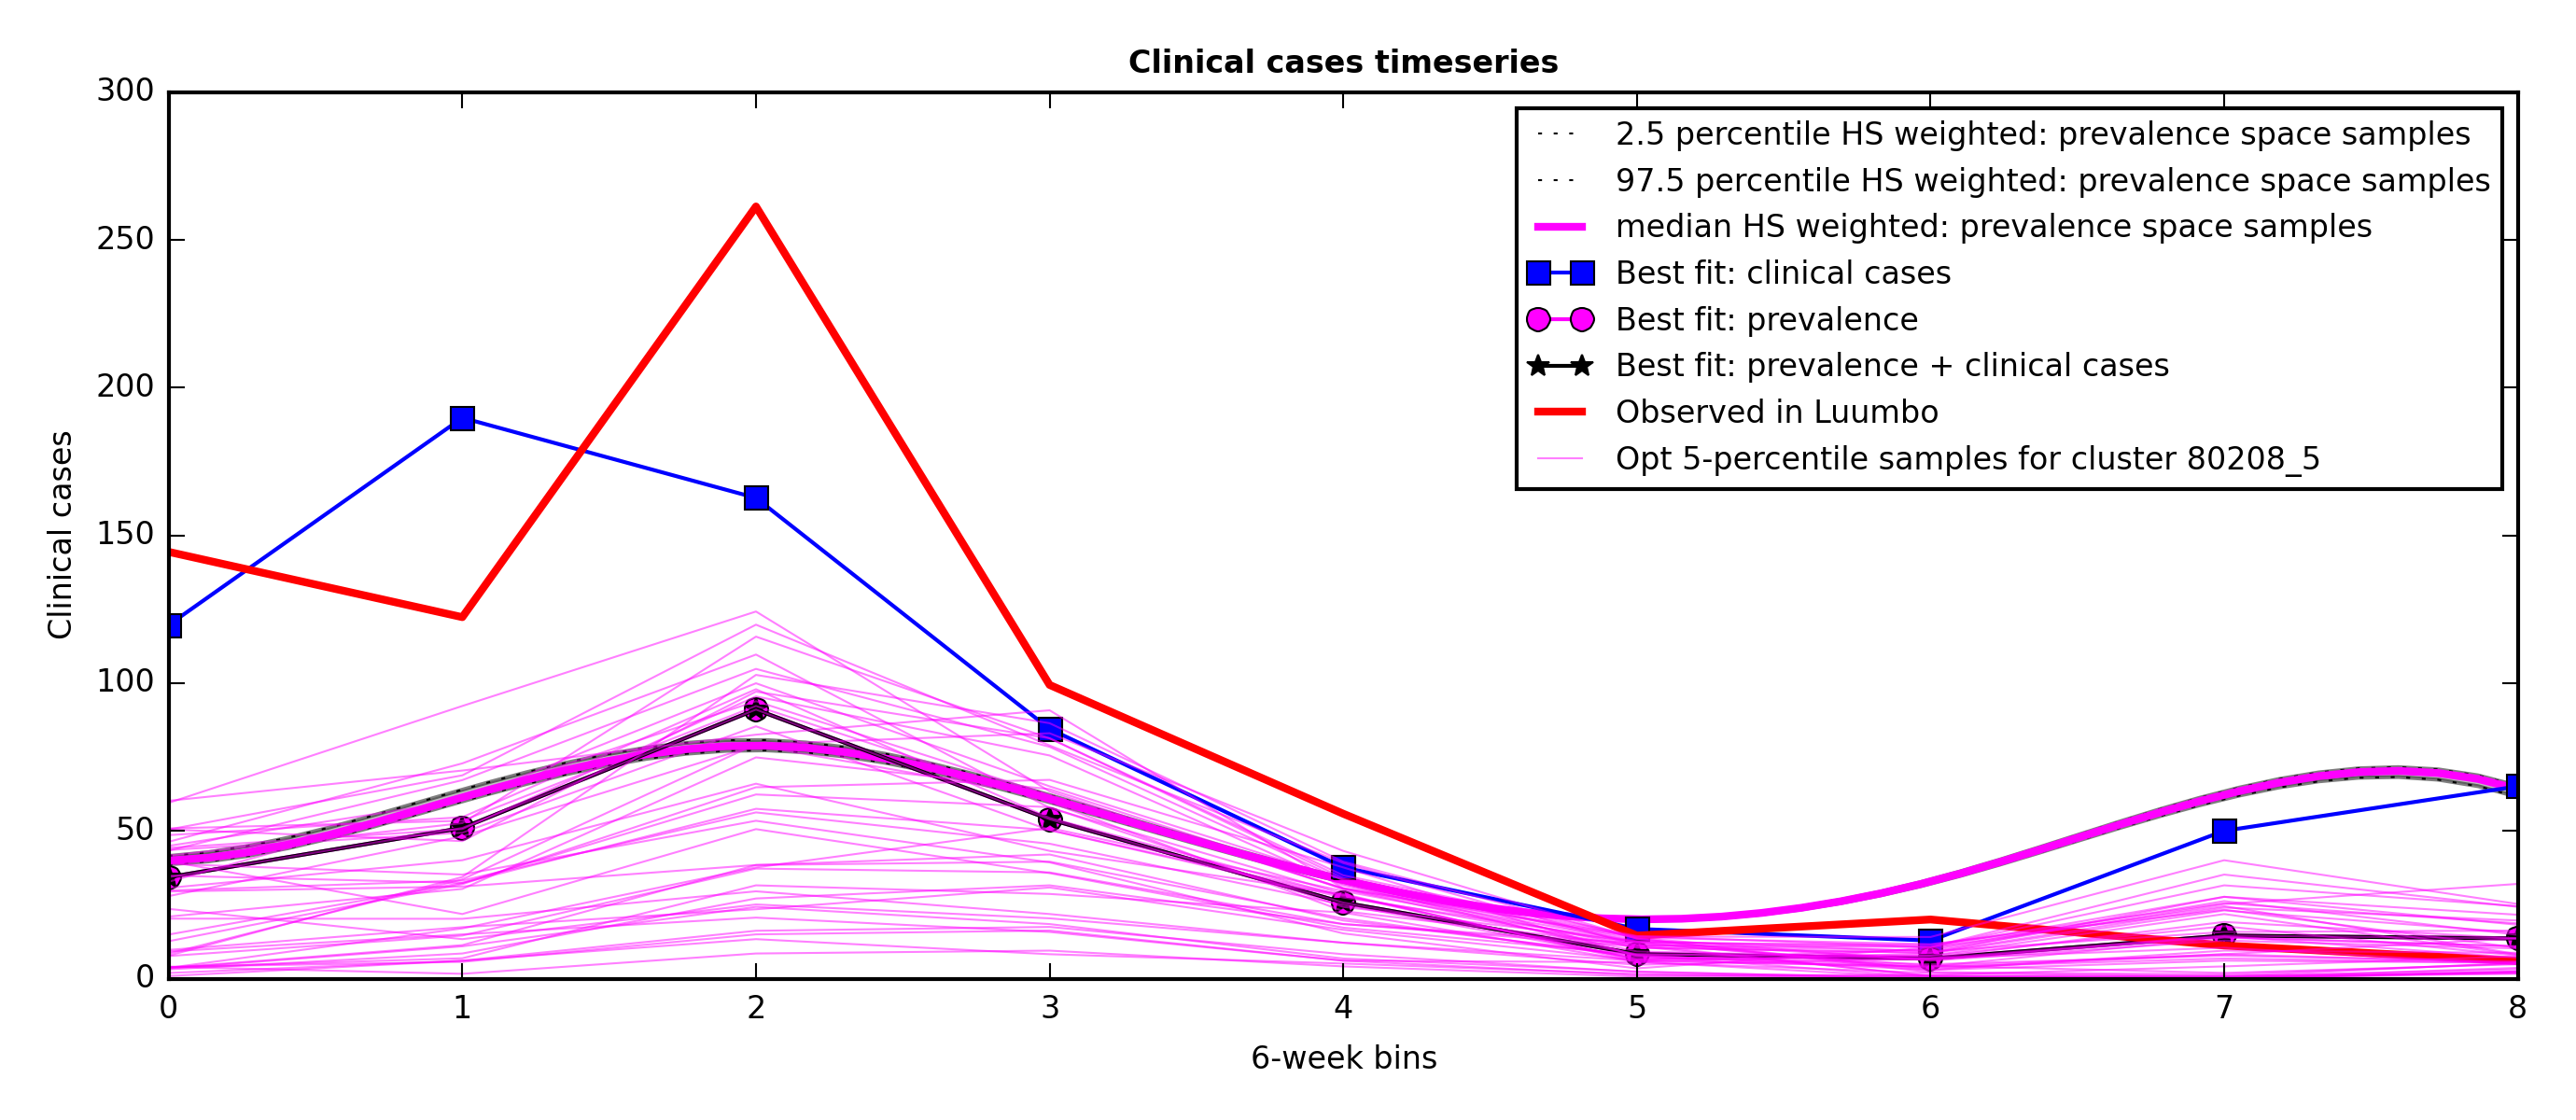 Clinical cases timeseries
300
250
200
150
100
50
0
Clinical cases
2.5 percentile HS weighted: prevalence space samples
97.5 percentile HS weighted: prevalence space samples
median HS weighted: prevalence space samples
Best fit: clinical cases
Best fit: prevalence
Best fit: prevalence + clinical cases
Observed in Luumbo
Opt 5-percentile samples for cluster 80208_5
0 1 2 3 4 5 6 7 8
6-week bins